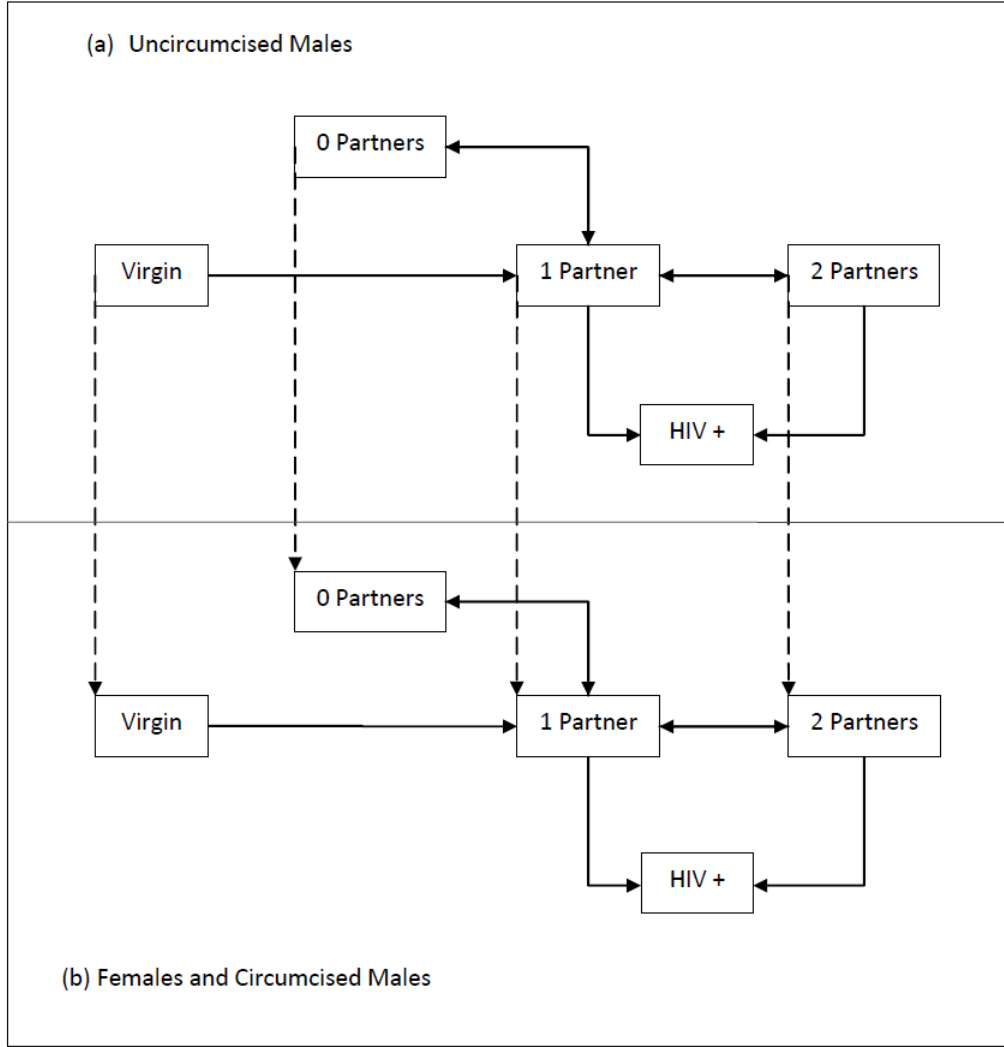 (a) Uncircumcised Males
0 Partners
Virgin
1 Partner
2 Partners
HIV +
0 Partners
Virgin
1 Partner
2 Partners
HIV +
(b) Females and Circumcised Males